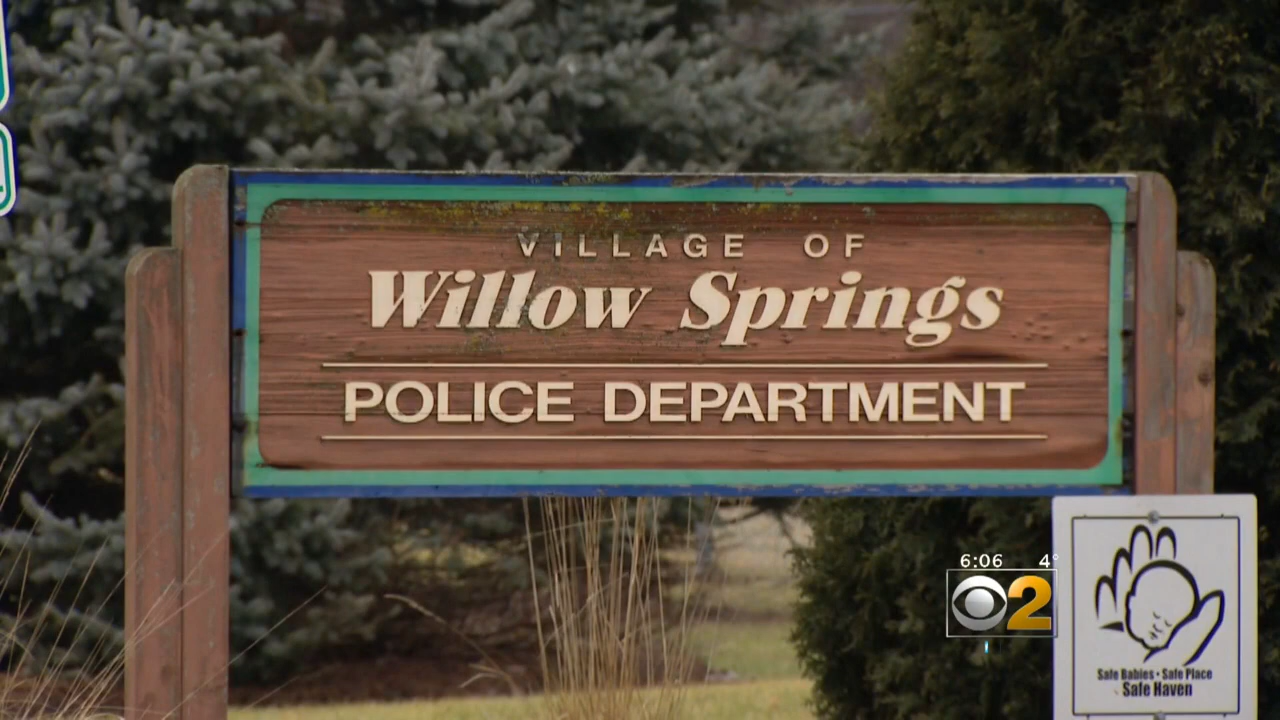 VILLAGE OF
Willow Springs
POLICE DEPARTMENT
6:06 4°
2
Safe Babies • Safe Place
Safe Haven